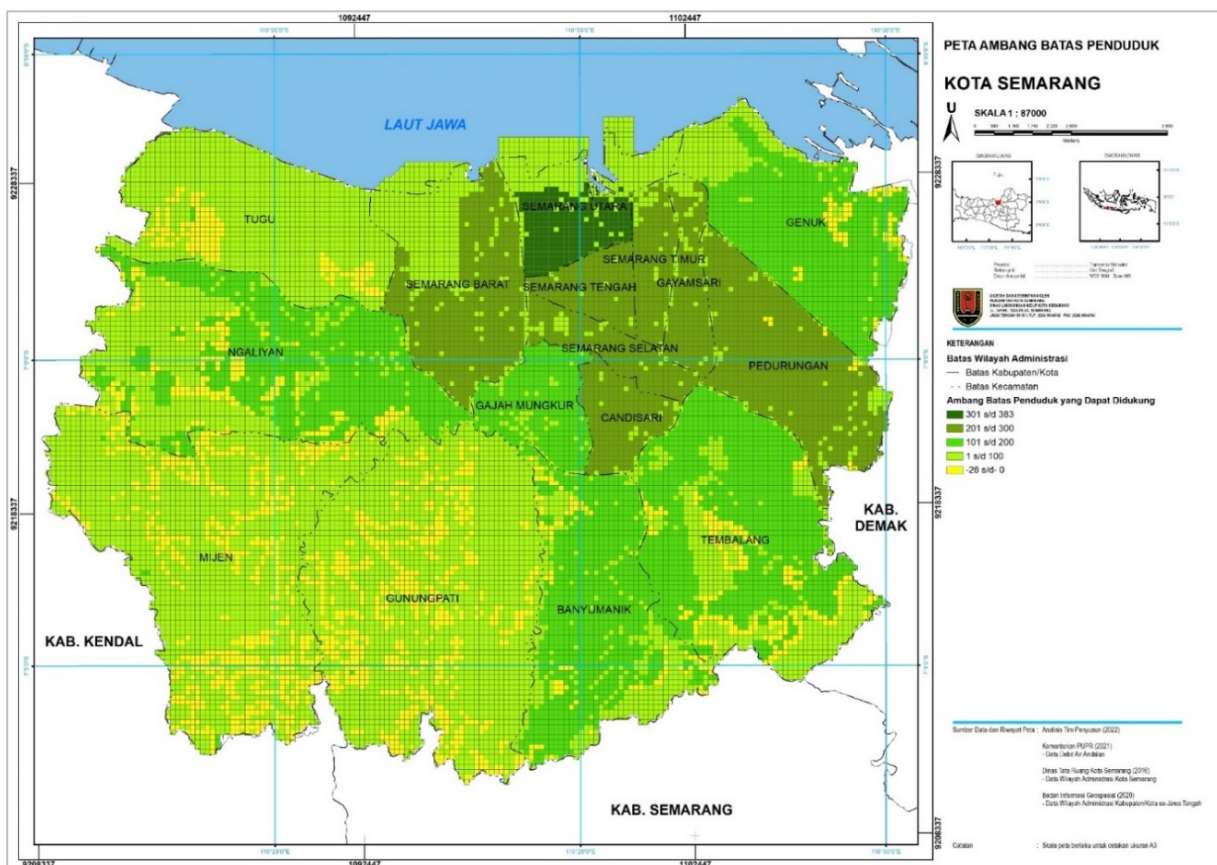 1092447
1102447
PETA AMBANG BATAS PENDUDUK
KOTA SEMARANG
U
SKALA 1 : 87000
Meters
LAUT JAWA
9228337
9228337
TUGU
SEMARANG UTARA
GENUK
SEMARANG TIMUR
SEMARANG BARAT
SEMARANG TENGAH
GAYAMSARI
NGALIYAN
SEMARANG SELATAN
PEDURUNGAN
GAJAH MUNGKUR
CANDISARI
KETERANGAN
Batas Wilayah Administrasi
Batas Kabupaten/Kota
Batas Kecamatan
Ambang Batas Penduduk yang Dapat Didukung
301 s/d 383
201 s/d 300
101 s/d 200
1 s/d 100
-26 s/d- 0
9218337
9218337
KAB.
DEMAK
MIJEN
TEMBALANG
GUNUNGPATI
BANYUMANIK
KAB. KENDAL
KAB. SEMARANG
Sumber Data dan Riwayat Peta : Analisis Tim Penyusun (2022)
Kementerian PUPR (2021)
- Data Debit Air Andalan
Dinas Tata Ruang Kota Semarang (2016)
- Data Wilayah Administrasi Kota Semarang
Badan Informasi Geospasial (2020)
- Data Wilayah Administrasi Kabupaten/Kota se-Jawa Tengah
Catatan : Skala peta berlaku untuk cetakan ukuran A3
9208337
9208337
1092447
1102447